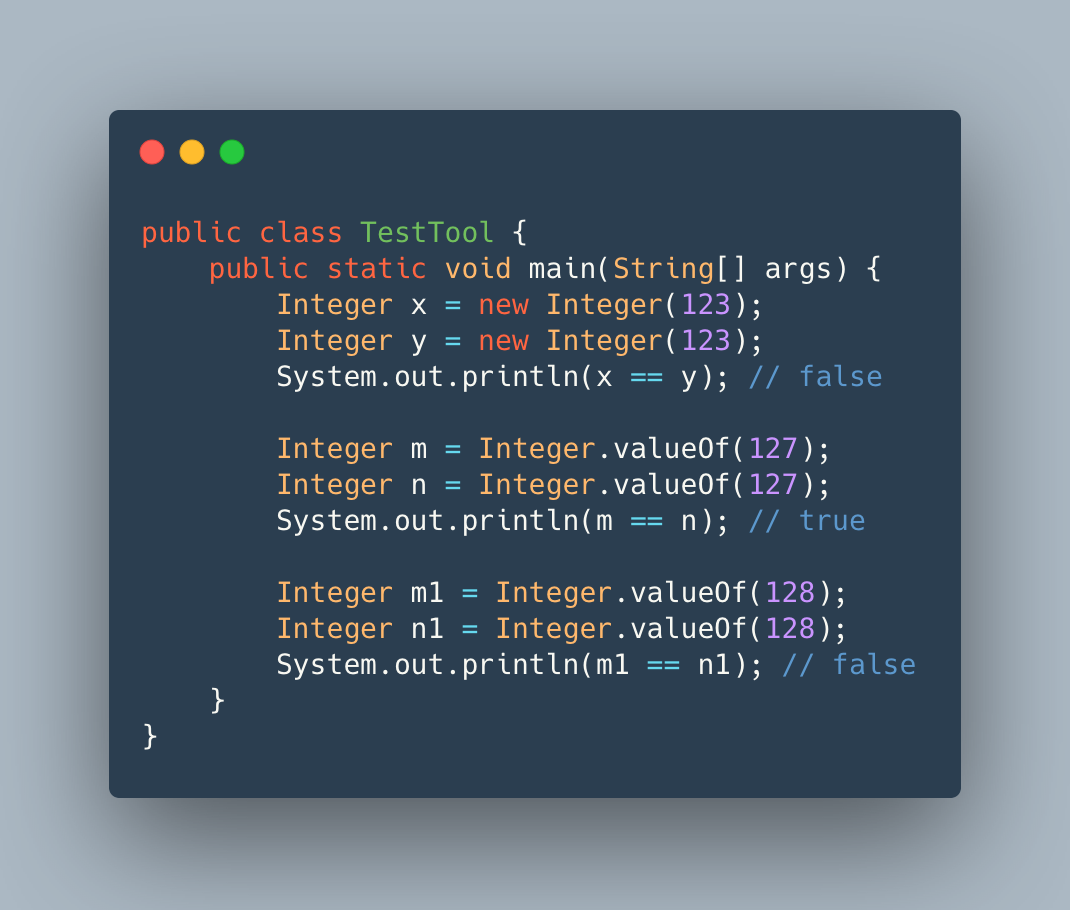 public class TestTool {
    public static void main(String[] args) {
        Integer x = new Integer(123);
        Integer y = new Integer(123);
        System.out.println(x == y); // false

        Integer m = Integer.valueOf(127);
        Integer n = Integer.valueOf(127);
        System.out.println(m == n); // true

        Integer m1 = Integer.valueOf(128);
        Integer n1 = Integer.valueOf(128);
        System.out.println(m1 == n1); // false
    }
}